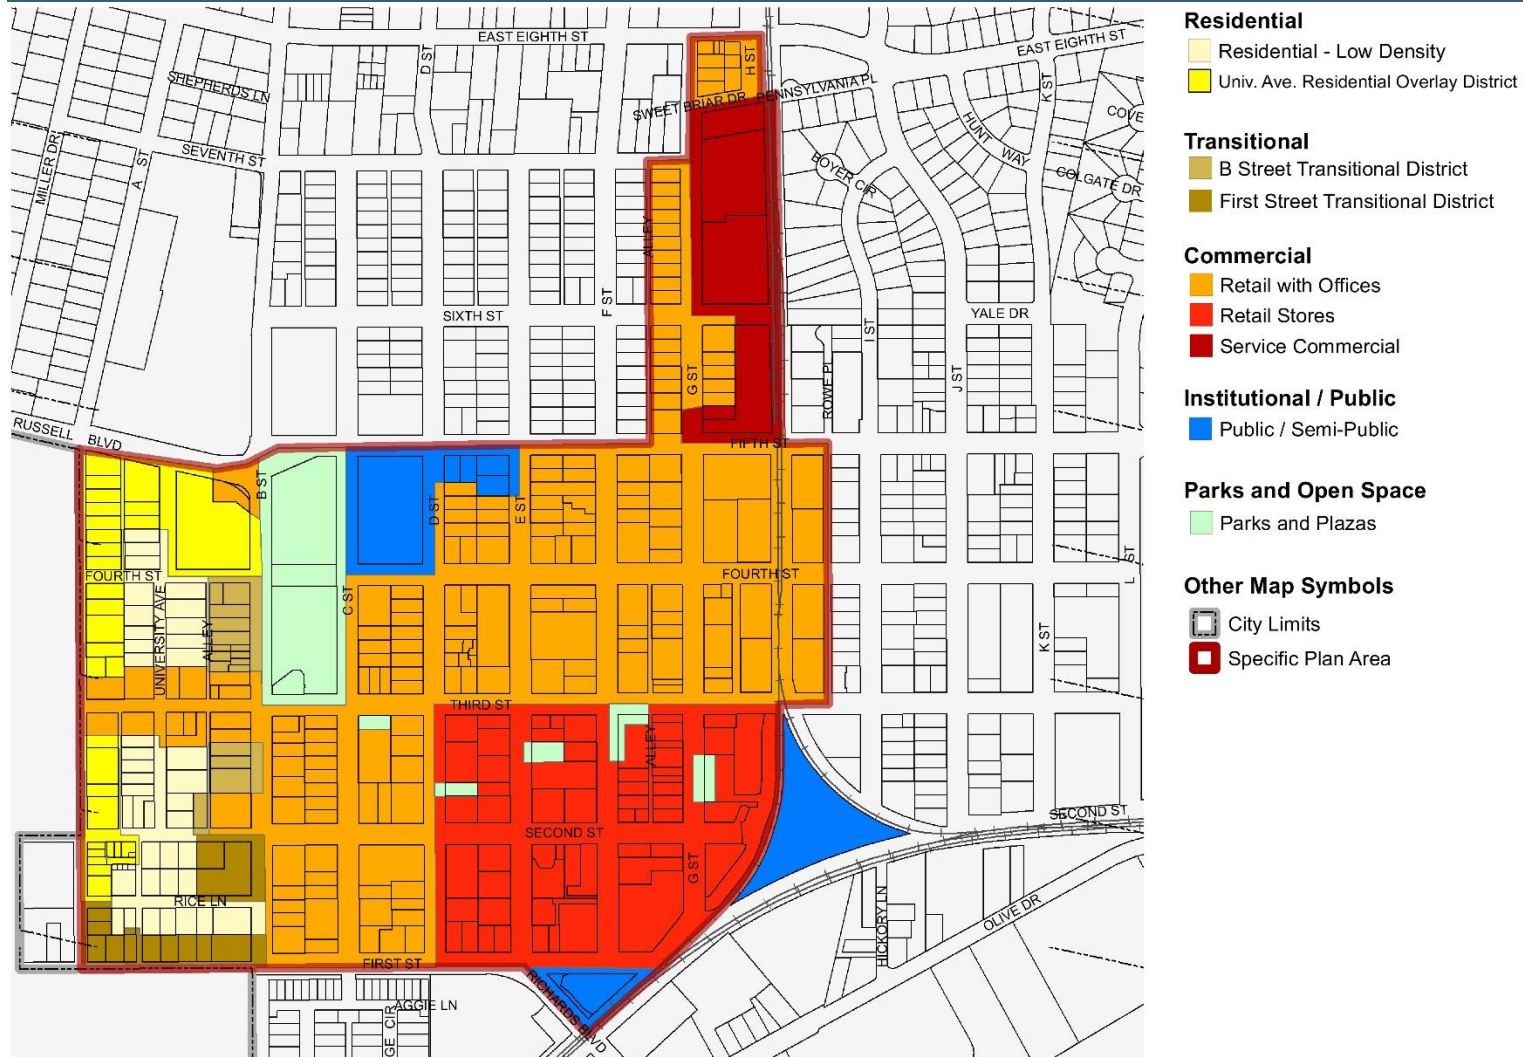 EAST EIGHTH ST
D ST
H ST
EAST EIGHTH ST
SHEPHERDS LN
SWEET BRIAR DR
PENNSYLVANIA PL
K ST
COVE
HUNT WAY
MILLER DR
A ST
SEVENTH ST
BOYER CIR
COLGATE DR
ALLEY
F ST
SIXTH ST
I ST
YALE DR
G ST
ROWE PL
J ST
RUSSELL BLVD
FIFTH ST
B ST
D ST
E ST
L ST
FOURTH ST
FOURTH ST
UNIVERSITY AVE
ALLEY
C ST
K ST
THIRD ST
ALLEY
SECOND ST
SECOND ST
G ST
RICE LN
HICKORY LN
OLIVE DR
FIRST ST
RICHARDS BLVD
AGGIE LN
GE CIR
Residential
Residential - Low Density
Univ. Ave. Residential Overlay District
Transitional
B Street Transitional District
First Street Transitional District
Commercial
Retail with Offices
Retail Stores
Service Commercial
Institutional / Public
Public / Semi-Public
Parks and Open Space
Parks and Plazas
Other Map Symbols
City Limits
Specific Plan Area